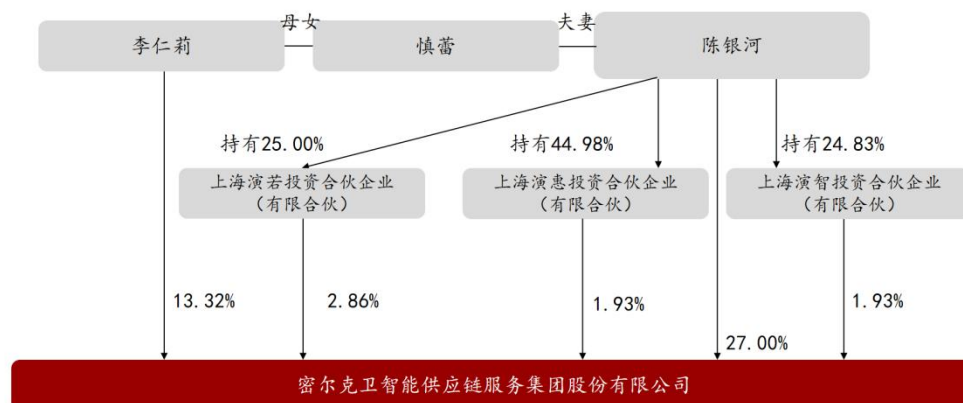 母女
夫妻
李仁莉
慎蕾
陈银河
持有25.00%
持有44.98%
持有24.83%
上海演若投资合伙企业
（有限合伙）
上海演惠投资合伙企业
（有限合伙）
上海演智投资合伙企业
（有限合伙）
13.32%
2.86%
1.93%
1.93%
27.00%
密尔克卫智能供应链服务集团股份有限公司